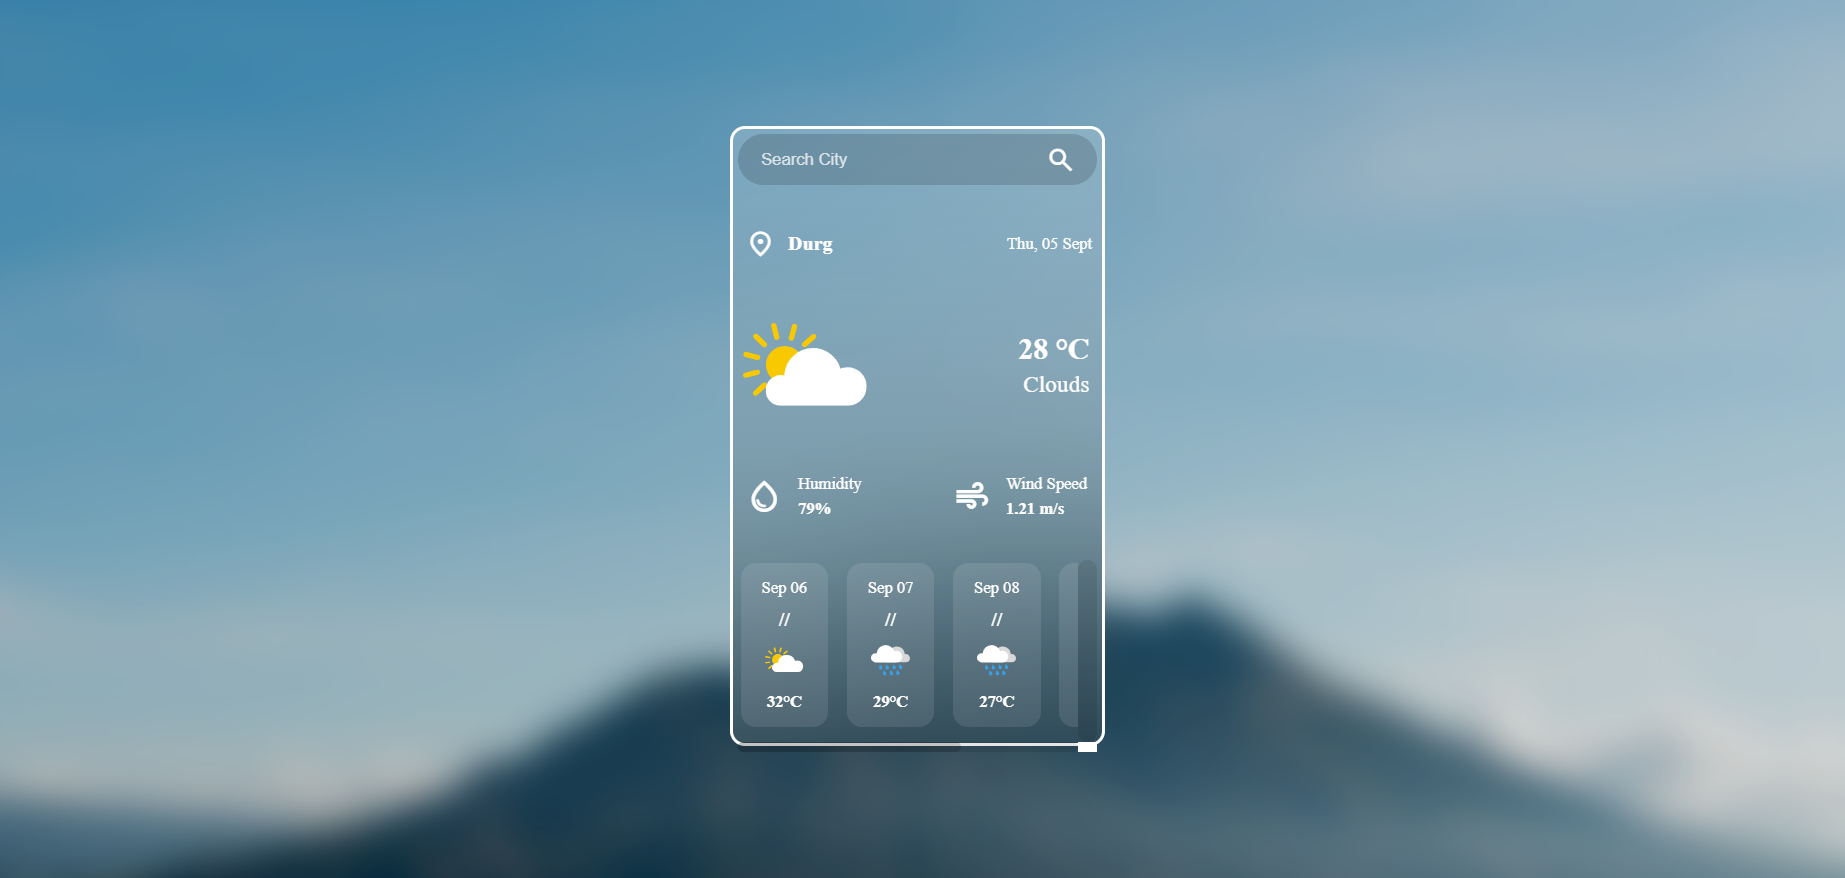 Search City
Durg
Thu, 05 Sept
28 °C
Clouds
Humidity
79%
Wind Speed
1.21 m/s
Sep 06
//
32°C
Sep 07
//
29°C
Sep 08
//
27°C